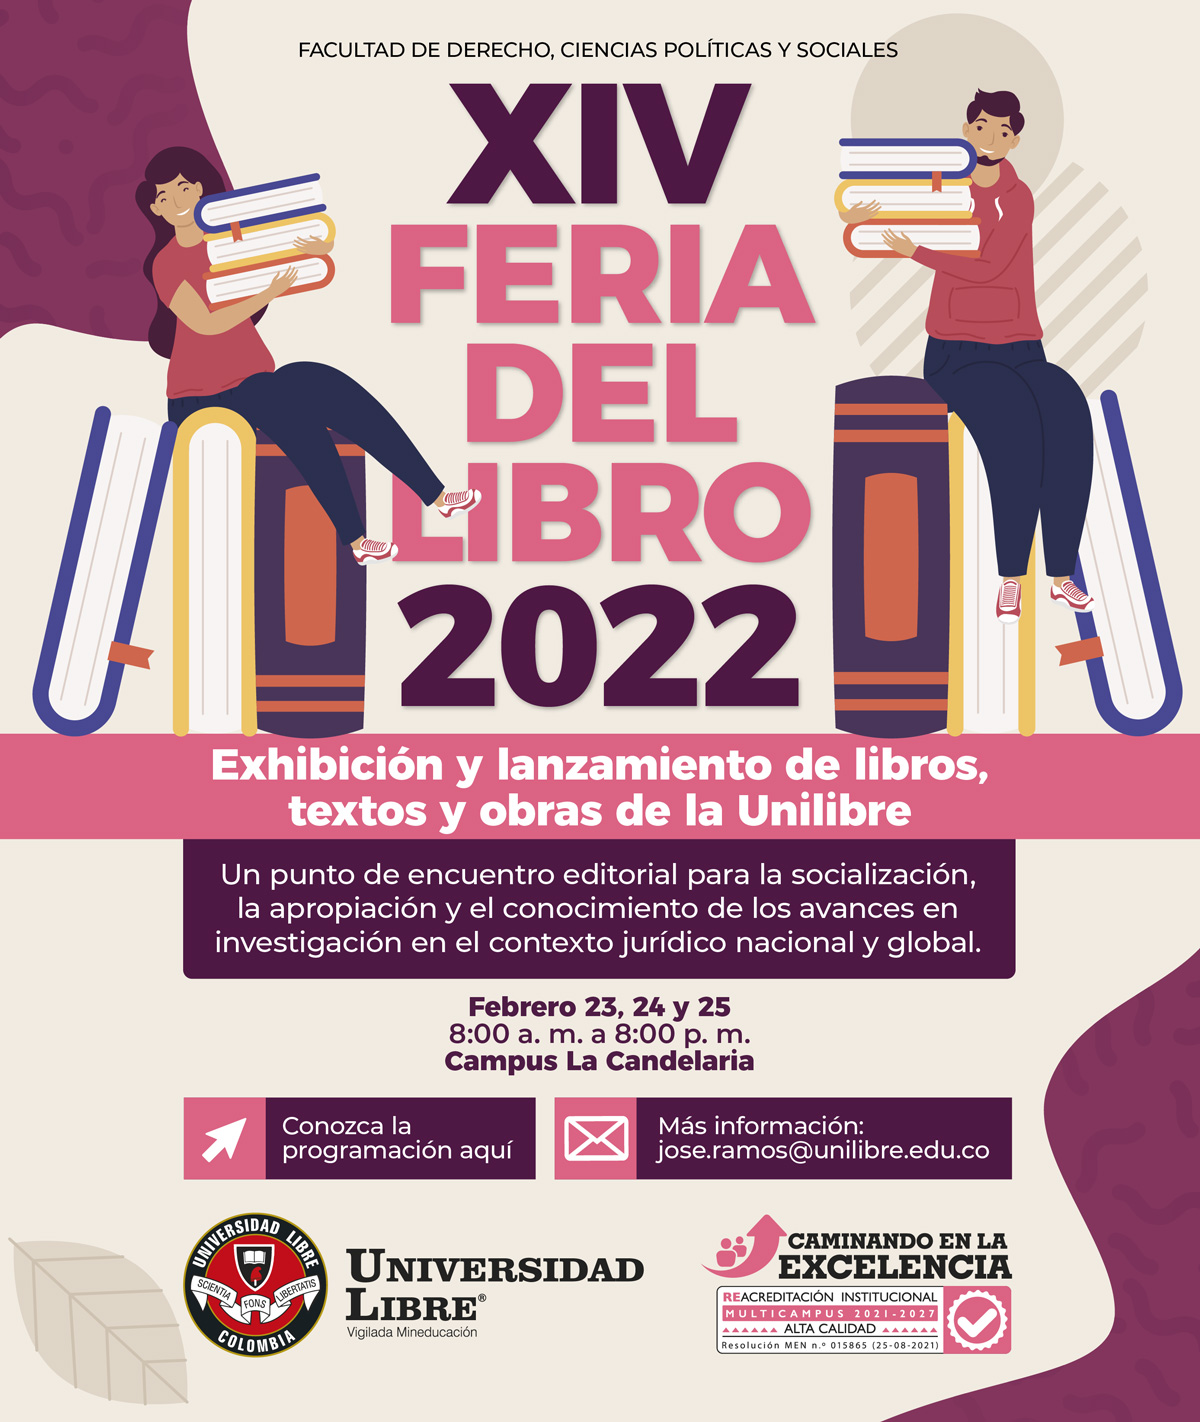 FACULTAD DE DERECHO, CIENCIAS POLÍTICAS Y SOCIALES
XIV
FERIA
DEL
LIBRO
2022
Exhibición y lanzamiento de libros,
textos y obras de la Unilibre
Un punto de encuentro editorial para la socialización,
la apropiación y el conocimiento de los avances en
investigación en el contexto jurídico nacional y global.
Febrero 23, 24 y 25
8:00 a. m. a 8:00 p. m.
Campus La Candelaria
Conozca la
programación aquí
Más información:
jose.ramos@unilibre.edu.co
UNIVERSIDAD LIBRE
SCIENTIA FONS LIBERTATIS
COLOMBIA
UNIVERSIDAD
LIBRE®
Vigilada Mineducación
CAMINANDO EN LA
EXCELENCIA
REACREDITACIÓN INSTITUCIONAL
MULTICAMPUS 2021-2027
ALTA CALIDAD
Resolución MEN n.º 015865 (25-08-2021)